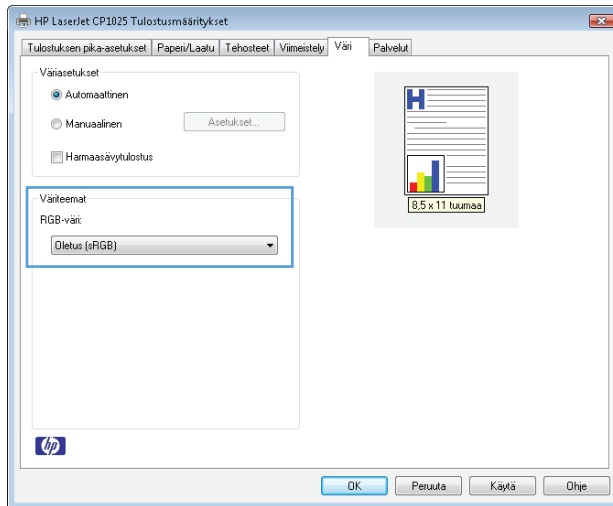 HP LaserJet CP1025 Tulostusmääritykset
Tulostuksen pika-asetukset Paperi/Laatu Tehosteet Viimeistely Väri Palvelut
Väriasetukset
Automaattinen
Manuaalinen Asetukset...
Harmaasävytulostus
H
8,5 x 11 tuumaa
Väriteemat
RGB-väri:
Oletus (sRGB)
hp
OK Peruuta Käytä Ohje